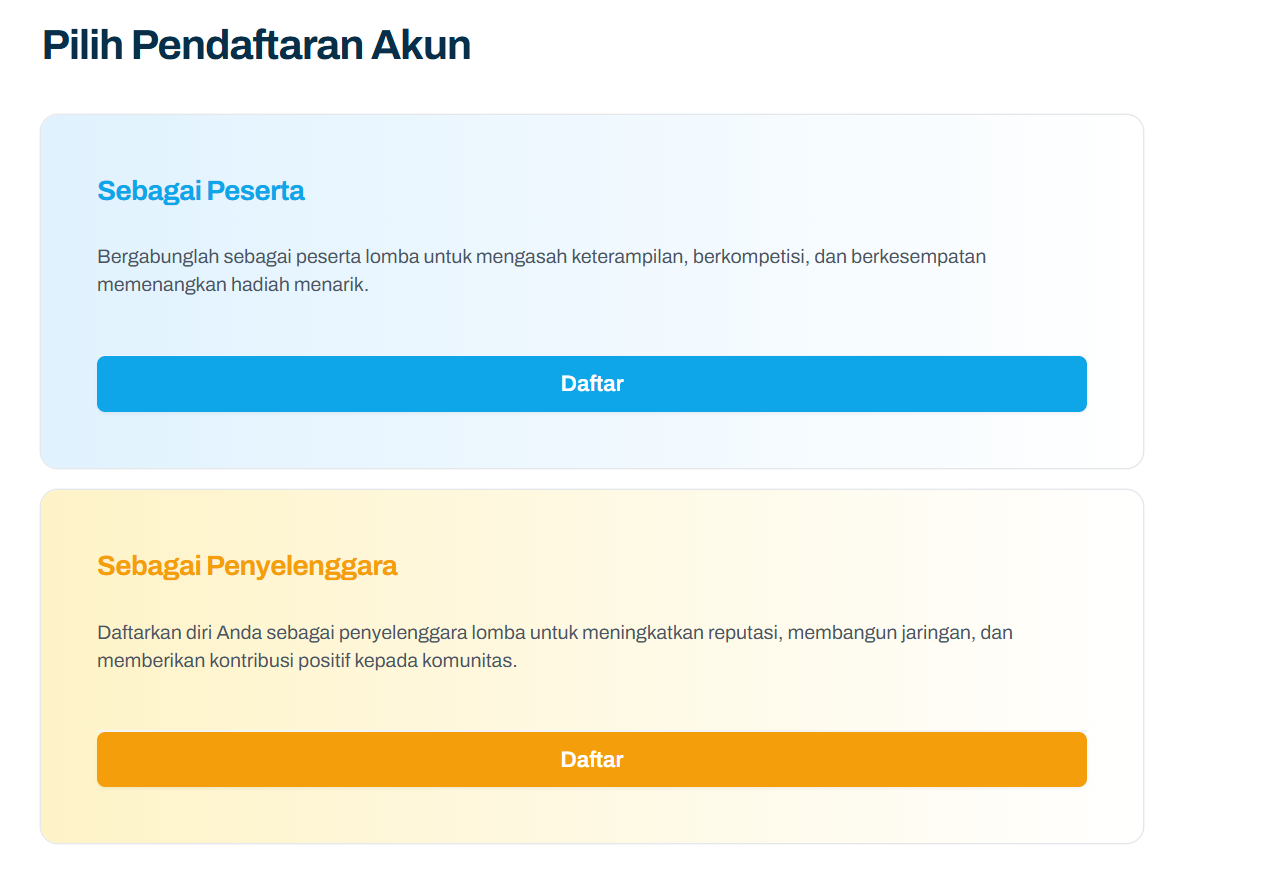 Pilih Pendaftaran Akun
Sebagai Peserta
Bergabunglah sebagai peserta lomba untuk mengasah keterampilan, berkompetisi, dan berkesempatan
memenangkan hadiah menarik.
Daftar
Sebagai Penyelenggara
Daftarkan diri Anda sebagai penyelenggara lomba untuk meningkatkan reputasi, membangun jaringan, dan
memberikan kontribusi positif kepada komunitas.
Daftar